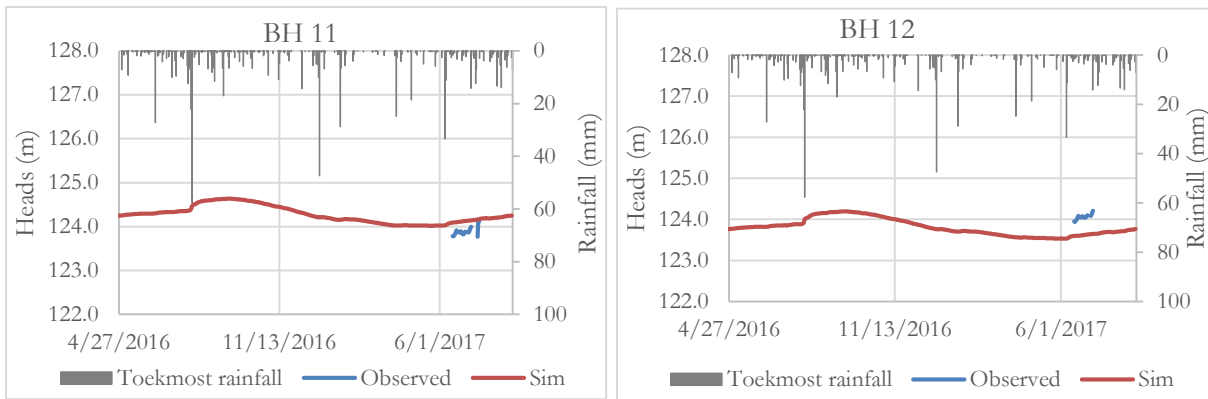 BH 11
128.0
127.0
126.0
125.0
124.0
123.0
122.0
Heads (m)
0
20
40
60
80
100
Rainfall (mm)
4/27/2016 11/13/2016 6/1/2017
Toekmost rainfall Observed Sim
BH 12
128.0
127.0
126.0
125.0
124.0
123.0
122.0
Heads (m)
0
20
40
60
80
100
Rainfall (mm)
4/27/2016 11/13/2016 6/1/2017
Toekmost rainfall Observed Sim